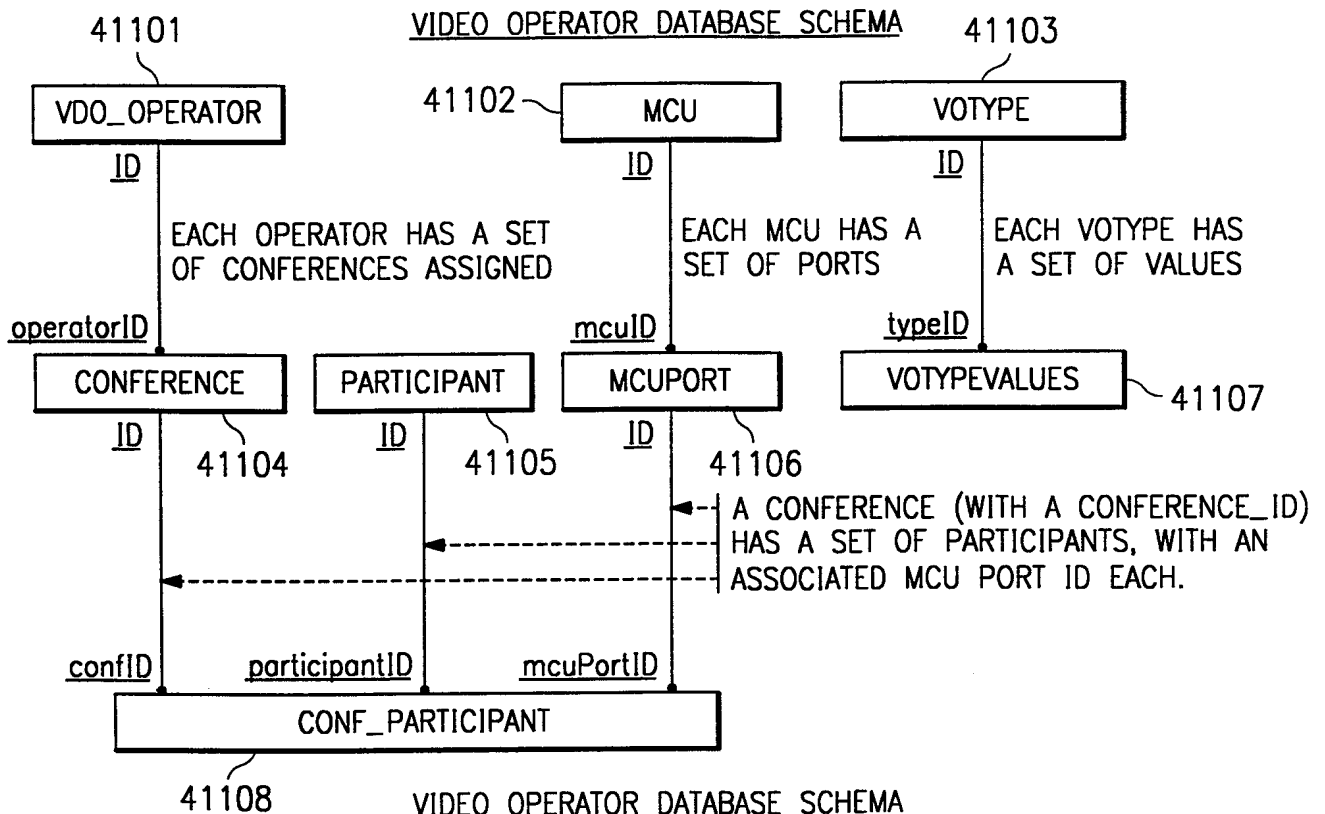 VIDEO OPERATOR DATABASE SCHEMA
41101
41102
41103
VDO_OPERATOR
MCU
VOTYPE
ID
ID
ID
EACH OPERATOR HAS A SET
OF CONFERENCES ASSIGNED
EACH MCU HAS A
SET OF PORTS
EACH VOTYPE HAS
A SET OF VALUES
operatorID
mcuID
typeID
CONFERENCE
PARTICIPANT
MCUPORT
VOTYPEVALUES
41107
ID
ID
ID
41104
41105
41106
A CONFERENCE (WITH A CONFERENCE_ID)
HAS A SET OF PARTICIPANTS, WITH AN
ASSOCIATED MCU PORT ID EACH.
confID
participantID
mcuPortID
CONF_PARTICIPANT
41108
VIDEO OPERATOR DATABASE SCHEMA